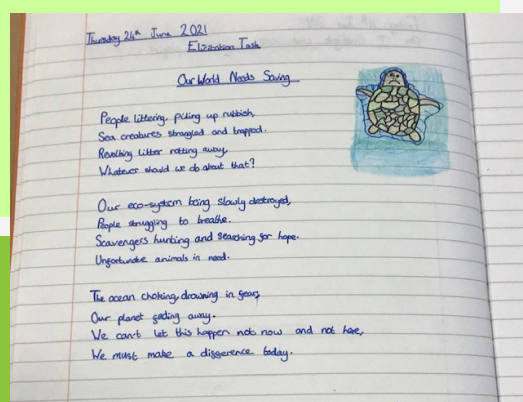 Thursday 24th June 2021
Elicitation Task
Our World Needs Saving
People littering, piling up rubbish,
Sea creatures strangled and trapped.
Revolting litter rotting away,
Whatever should we do about that?
Our eco-system being slowly destroyed,
People struggling to breathe.
Scavengers hunting and searching for hope.
Unfortunate animals in need.
The ocean choking, drowning in fear,
Our planet fading away.
We can't let this happen not now and not here,
We must make a difference today.